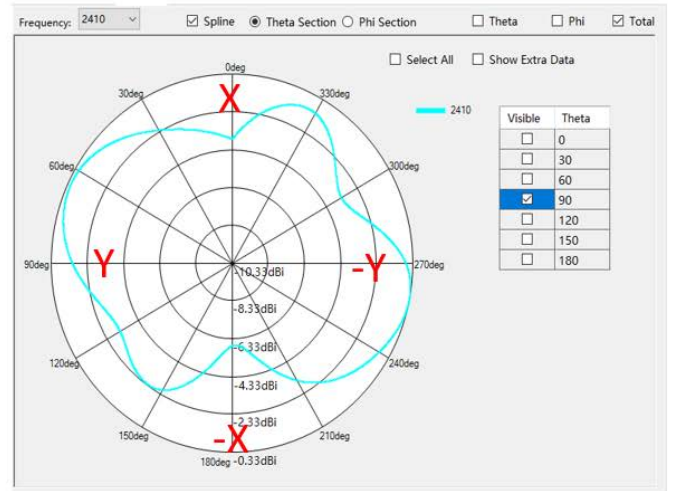 Frequency: 2410 Spline Theta Section Phi Section Theta Phi Total
Select All Show Extra Data
0deg
30deg 330deg
X
2410
Visible Theta
0
30
60
90
120
150
180
60deg 300deg
90deg Y -Y 270deg
-10.33dBi
-8.33dBi
-6.33dBi
120deg 240deg
-4.33dBi
-2.33dBi
150deg -X 210deg
180deg -0.33dBi